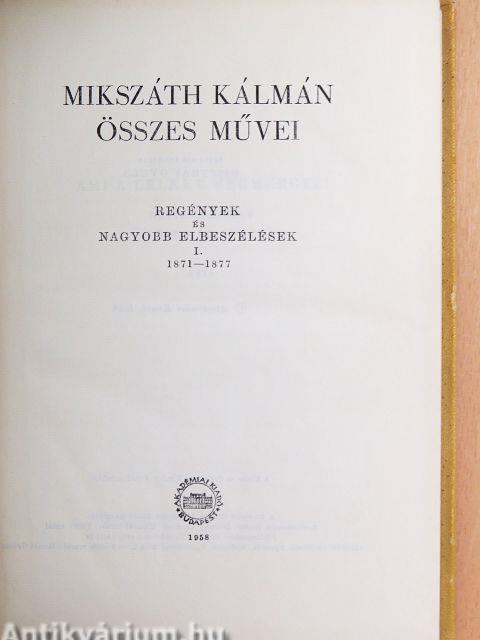 MIKSZÁTH KÁLMÁN
ÖSSZES MŰVEI
REGÉNYEK
ÉS
NAGYOBB ELBESZÉLÉSEK
I.
1871—1877
AKADÉMIAI KIADÓ
BUDAPEST
1958
Antikvárium.hu